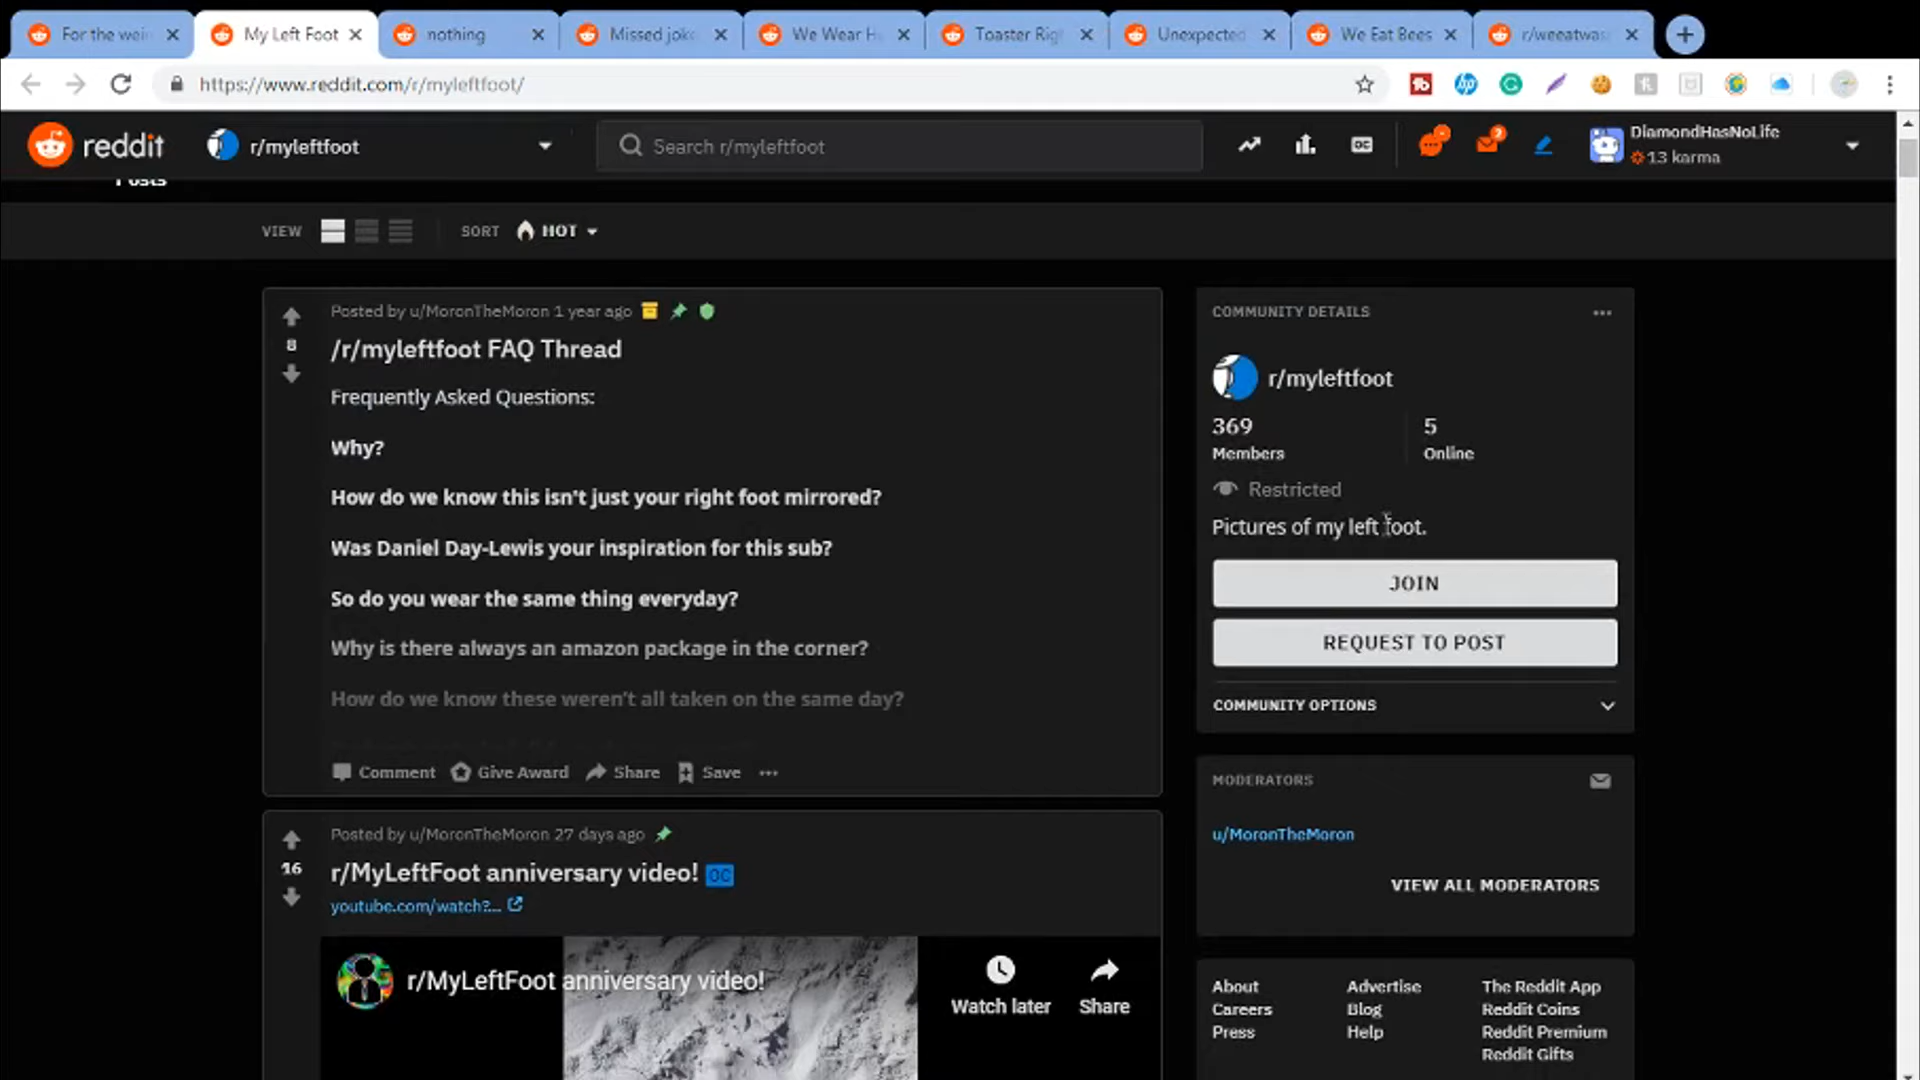 For the wei
My Left Foot
nothing
Missed jok
We Wear H
Toaster Rig
Unexpected
We Eat Bees
r/weeatwas
https://www.reddit.com/r/myleftfoot/
reddit
r/myleftfoot
Search r/myleftfoot
OC
2
DiamondHasNoLife
13 karma
Posts
VIEW
SORT
HOT
Posted by u/MoronTheMoron 1 year ago
8
/r/myleftfoot FAQ Thread
Frequently Asked Questions:
Why?
How do we know this isn't just your right foot mirrored?
Was Daniel Day-Lewis your inspiration for this sub?
So do you wear the same thing everyday?
Why is there always an amazon package in the corner?
How do we know these weren't all taken on the same day?
Comment
Give Award
Share
Save
Posted by u/MoronTheMoron 27 days ago
16
r/MyLeftFoot anniversary video! OC
youtube.com/watch?...
r/MyLeftFoot anniversary video!
Watch later
Share
COMMUNITY DETAILS
r/myleftfoot
369
Members
5
Online
Restricted
Pictures of my left foot.
JOIN
REQUEST TO POST
COMMUNITY OPTIONS
MODERATORS
u/MoronTheMoron
VIEW ALL MODERATORS
About
Careers
Press
Advertise
Blog
Help
The Reddit App
Reddit Coins
Reddit Premium
Reddit Gifts